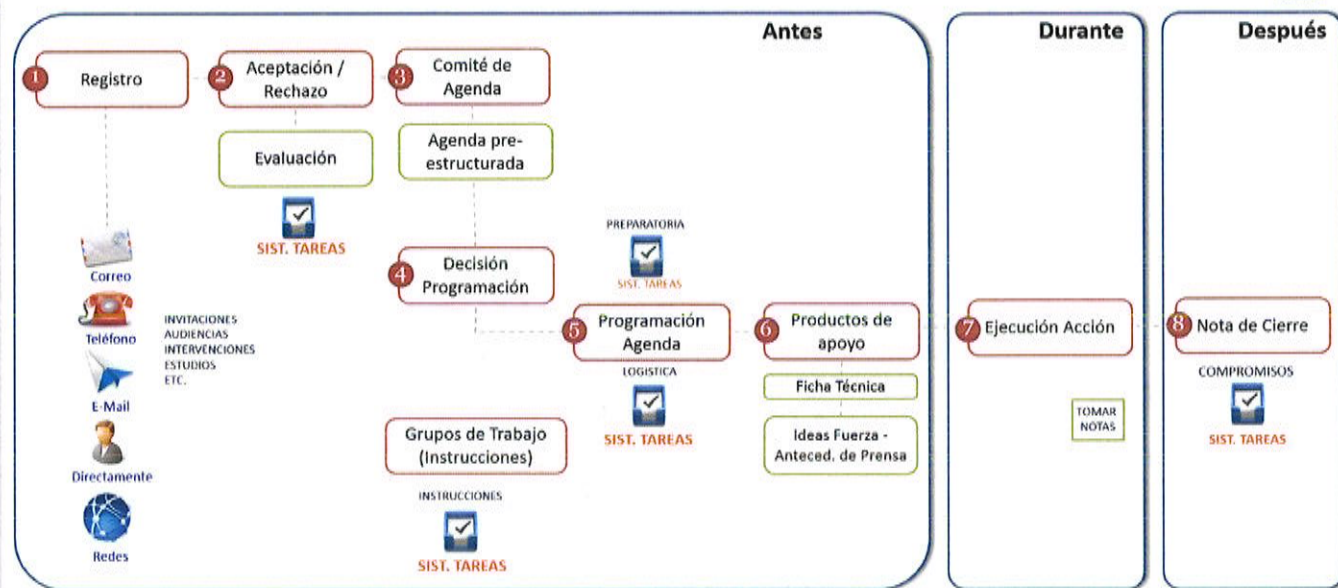 Antes
Durante
Después
1
Registro
2
Aceptación /
Rechazo
3
Comité de
Agenda
Evaluación
Agenda pre-
estructurada
SIST. TAREAS
Correo
Teléfono
E-Mail
Directamente
Redes
INVITACIONES
AUDIENCIAS
INTERVENCIONES
ESTUDIOS
ETC.
4
Decisión
Programación
PREPARATORIA
SIST. TAREAS
5
Programación
Agenda
LOGISTICA
SIST. TAREAS
6
Productos de
apoyo
Ficha Técnica
Ideas Fuerza -
Anteced. de Prensa
Grupos de Trabajo
(Instrucciones)
INSTRUCCIONES
SIST. TAREAS
7
Ejecución Acción
TOMAR
NOTAS
8
Nota de Cierre
COMPROMISOS
SIST. TAREAS